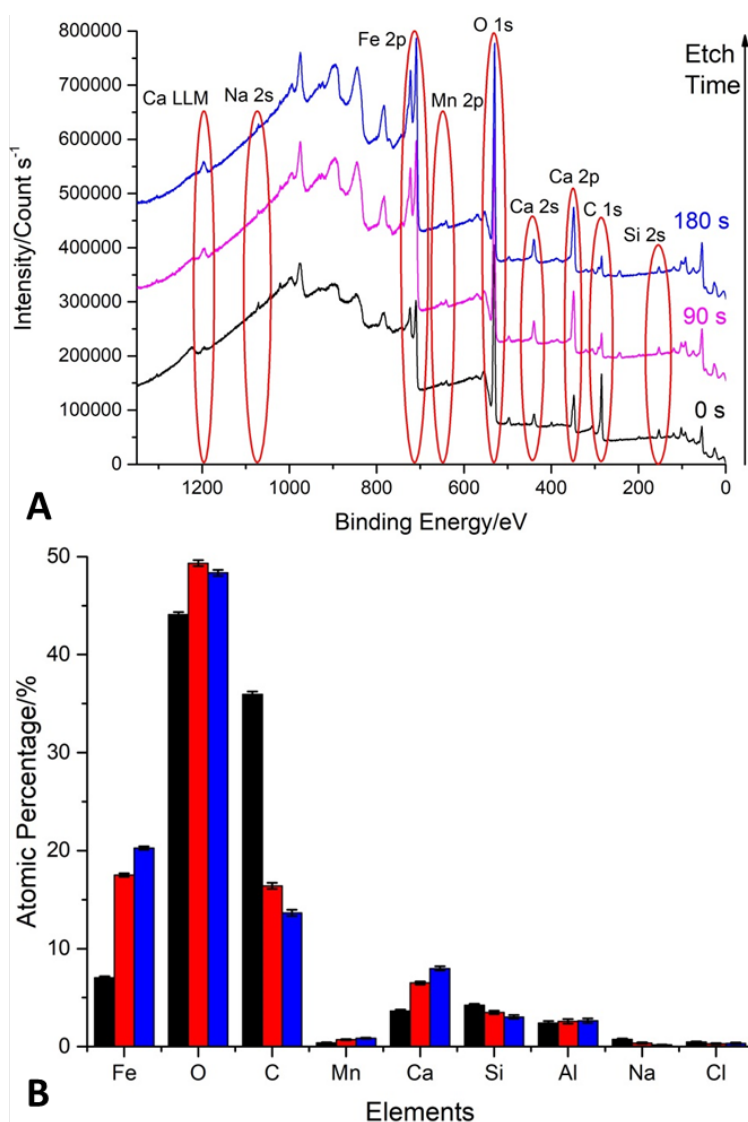 O 1s
Fe 2p
Etch
Time
Ca LLM
Na 2s
Mn 2p
Ca 2p
Ca 2s
C 1s
Si 2s
180 s
90 s
0 s
800000
700000
600000
500000
400000
300000
200000
100000
0
Intensity/Count s⁻¹
1200
1000
800
600
400
200
0
Binding Energy/eV
A
50
40
30
20
10
0
Atomic Percentage/%
Fe
O
C
Mn
Ca
Si
Al
Na
Cl
Elements
B